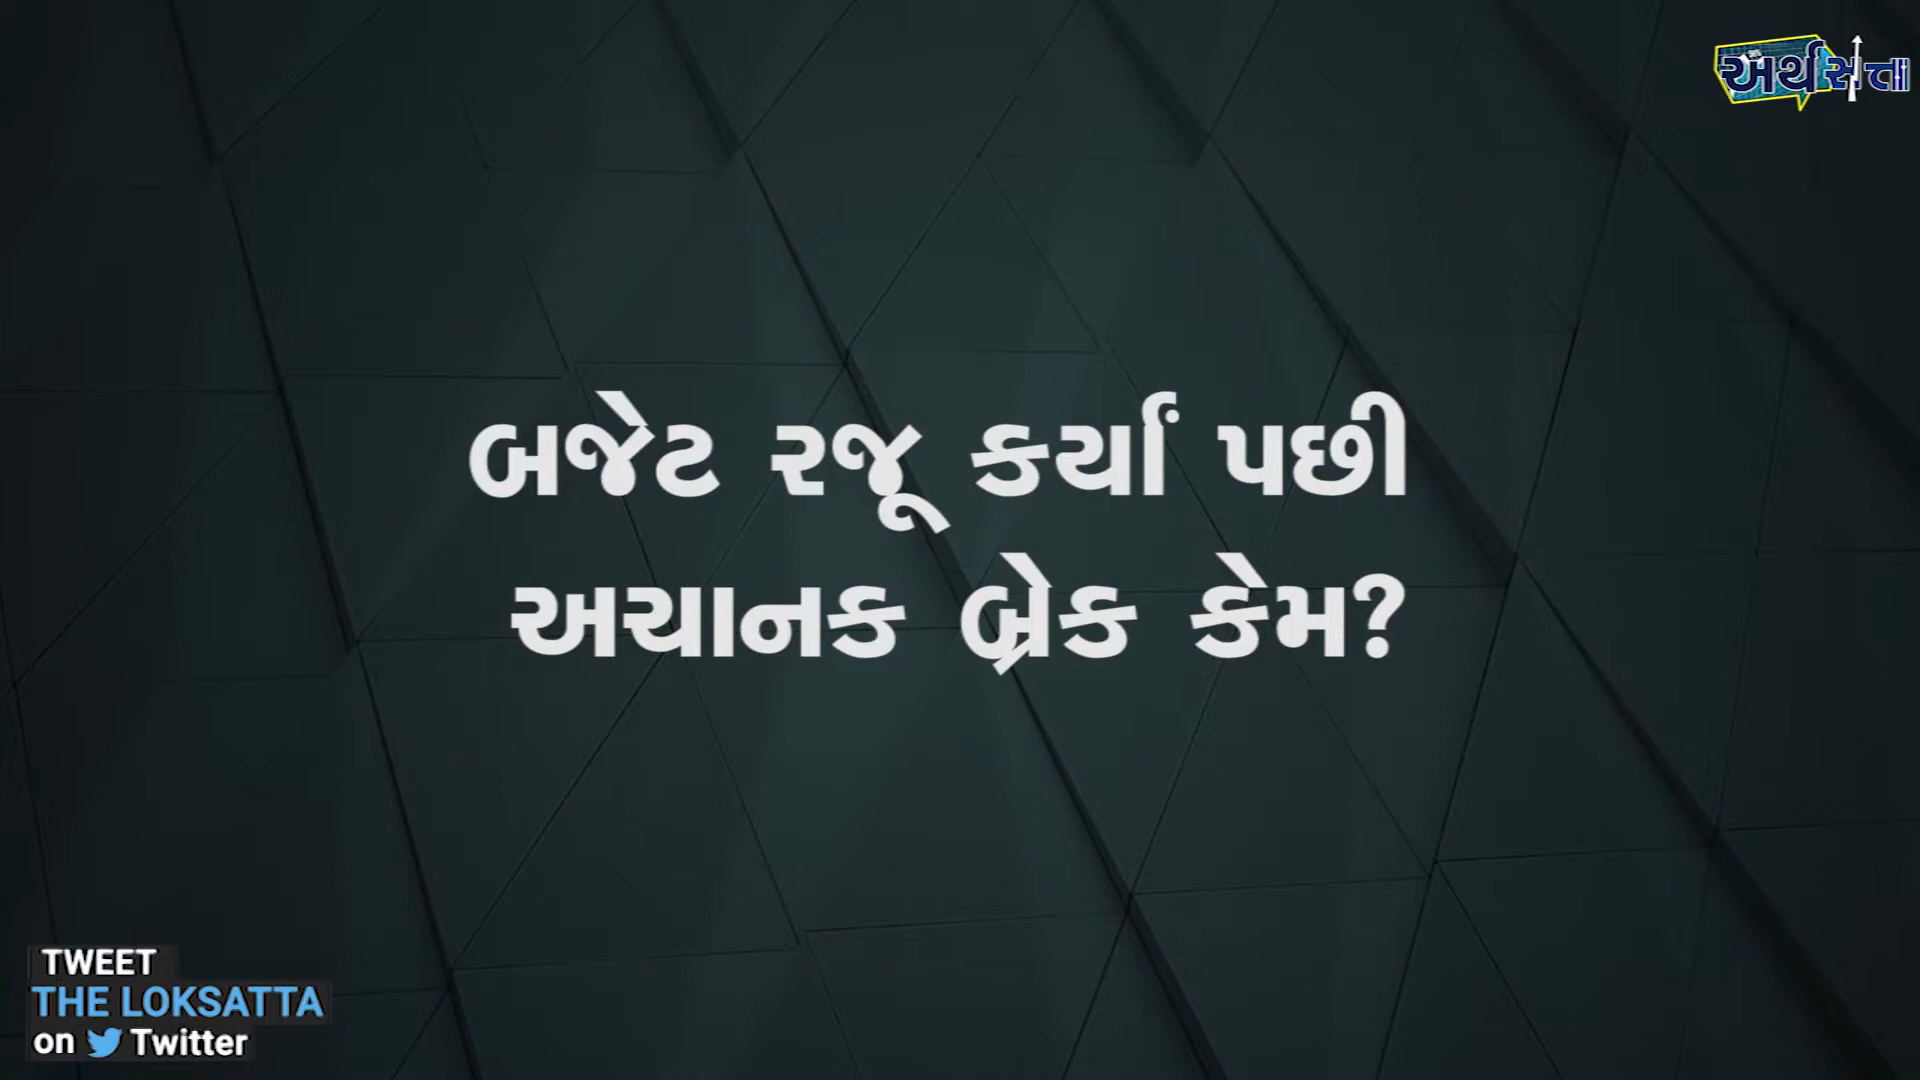 અર્થસત્તા
બજેટ રજૂ કર્યાં પછી
અચાનક બ્રેક કેમ?
TWEET
THE LOKSATTA
on Twitter